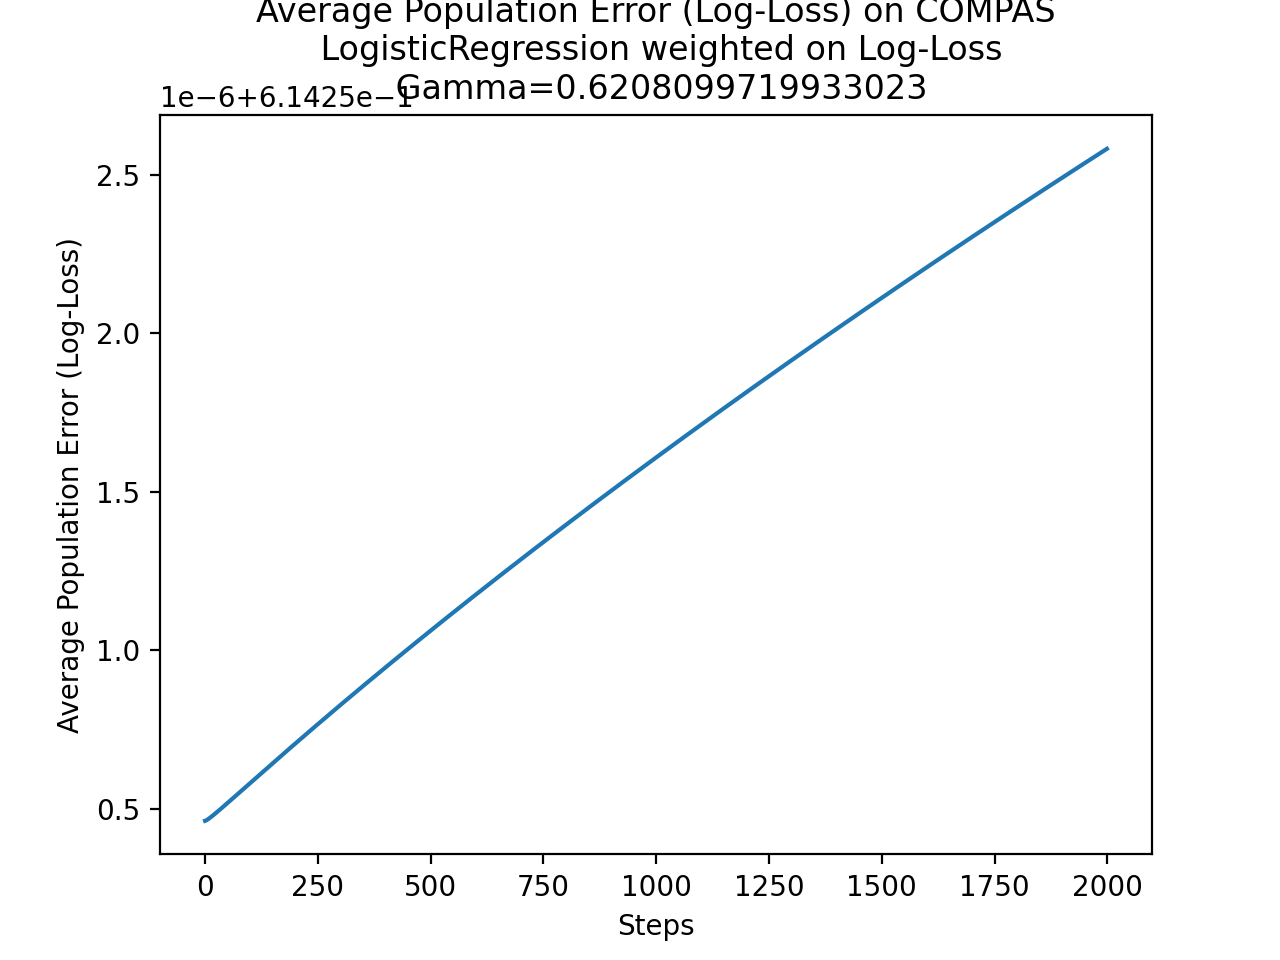 Average Population Error (Log-Loss) on COMPAS
LogisticRegression weighted on Log-Loss
Gamma=0.6208099719933023
1e−6+6.1425e−1
2.5
2.0
1.5
1.0
0.5
Average Population Error (Log-Loss)
0 250 500 750 1000 1250 1500 1750 2000
Steps